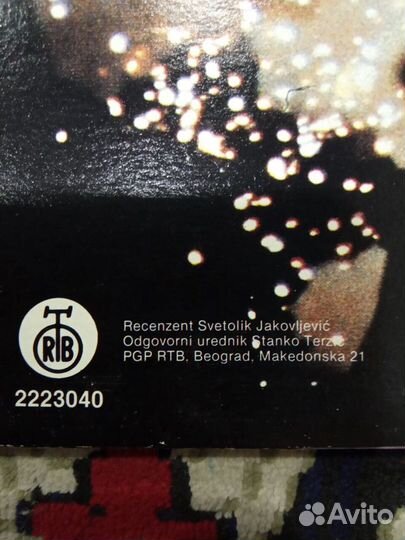 RTB
Recenzent Svetolik Jakovljević
Odgovorni urednik Stanko Terzić
PGP RTB, Beograd, Makedonska 21
2223040
Avito